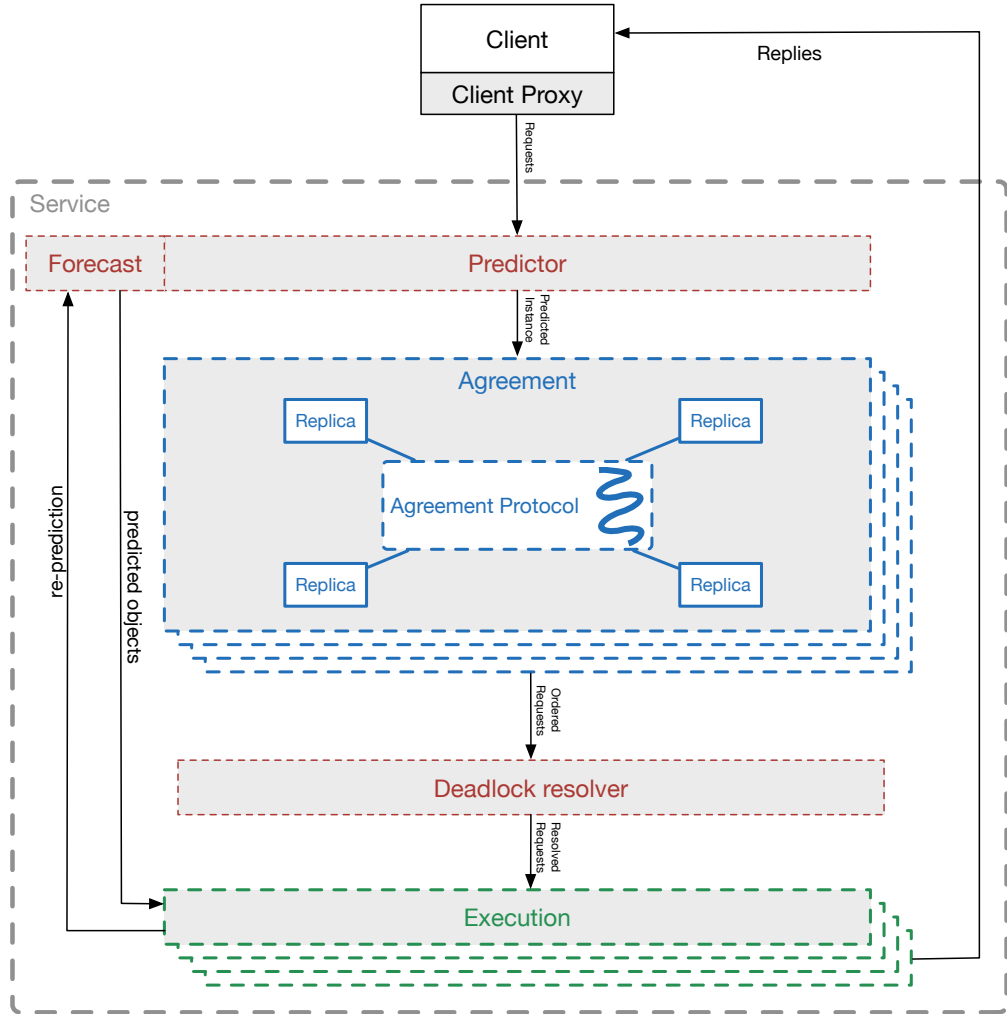 Client
Replies
Client Proxy
Requests
Service
Forecast
Predictor
Predicted
Instance
Agreement
Replica
Replica
Agreement Protocol
re-prediction
predicted objects
Replica
Replica
Ordered
Requests
Deadlock resolver
Resolved
Requests
Execution